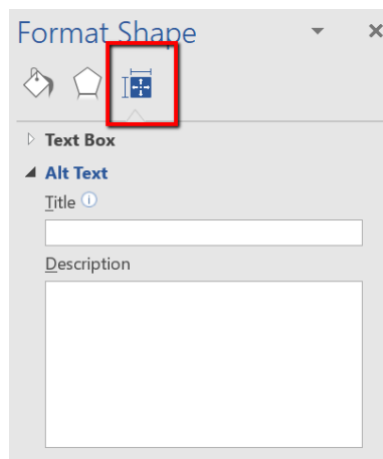 Format Shape
Text Box
Alt Text
Title
Description